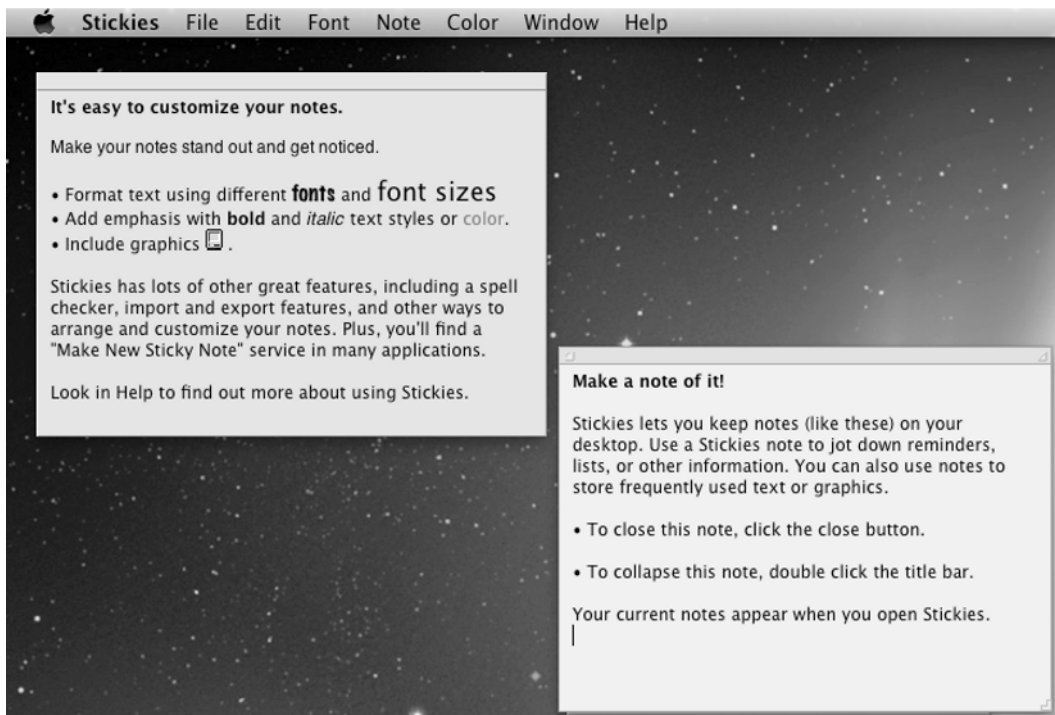 Stickies File Edit Font Note Color Window Help
It's easy to customize your notes.
Make your notes stand out and get noticed.
• Format text using different fonts and font sizes
• Add emphasis with bold and italic text styles or color.
• Include graphics .
Stickies has lots of other great features, including a spell
checker, import and export features, and other ways to
arrange and customize your notes. Plus, you'll find a
"Make New Sticky Note" service in many applications.
Look in Help to find out more about using Stickies.
Make a note of it!
Stickies lets you keep notes (like these) on your
desktop. Use a Stickies note to jot down reminders,
lists, or other information. You can also use notes to
store frequently used text or graphics.
• To close this note, click the close button.
• To collapse this note, double click the title bar.
Your current notes appear when you open Stickies.